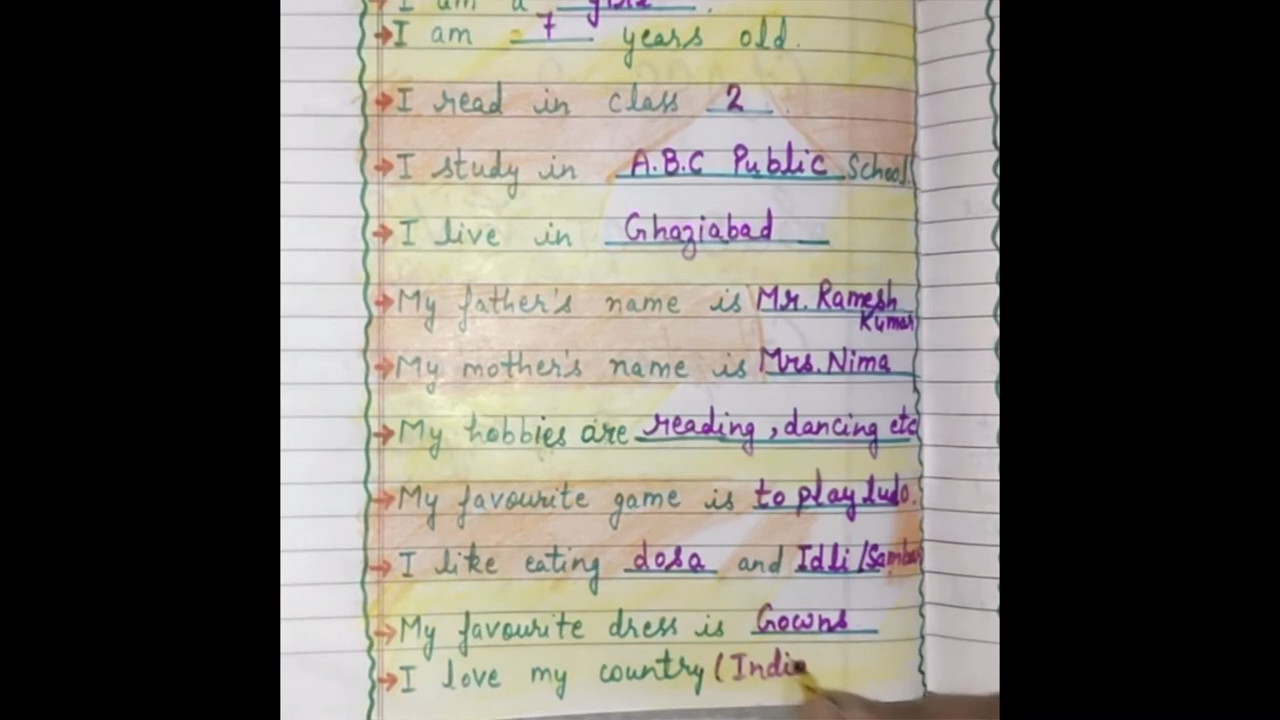 I am a girl.
I am 7 years old.
I read in class 2.
I study in A.B.C Public School.
I live in Ghaziabad
My father's name is Mr. Ramesh
Kumar
My mother's name is Mrs. Nima
My hobbies are reading, dancing etc
My favourite game is to play ludo.
I like eating dosa and Idli/Sambar
My favourite dress is Gowns
I love my country (India